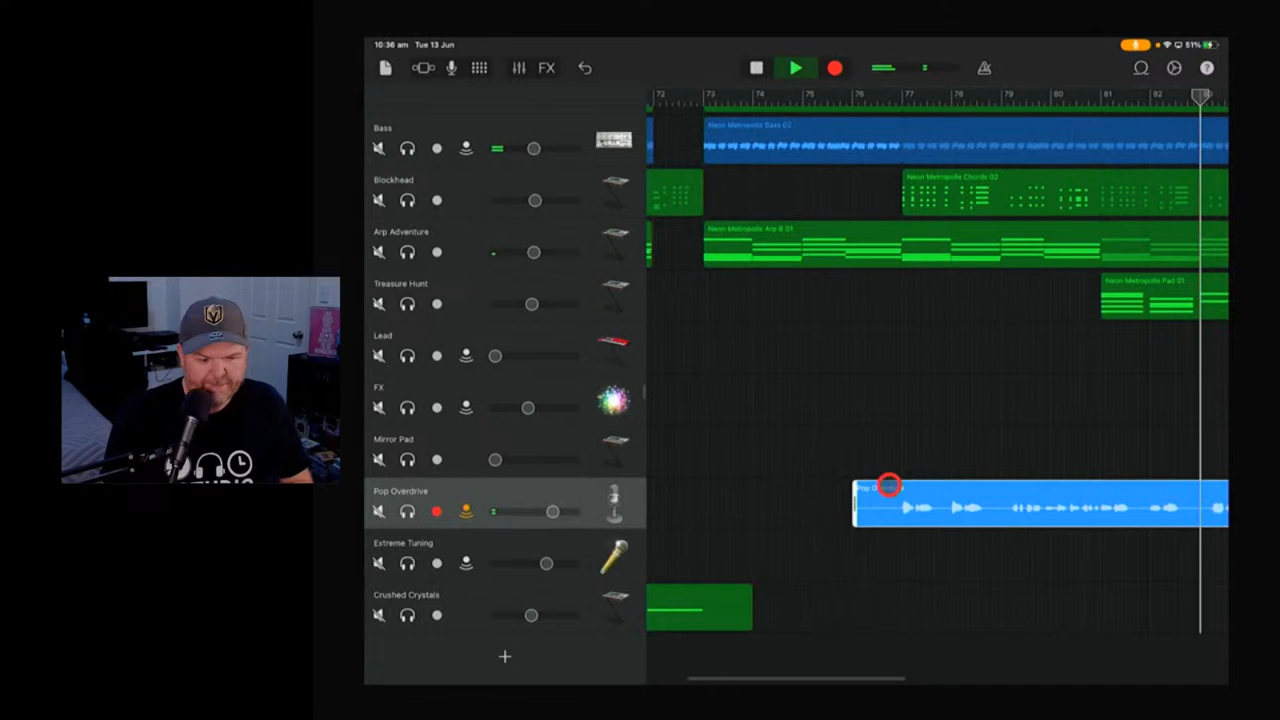 10:36 am Tue 13 Jun
51%
FX
72 73 74 75 76 77 78 79 80 81 82
Bass
Neon Metropolis Bass 02
Blockhead
Neon Metropolis Chords 02
Arp Adventure
Neon Metropolis Arp B 01
Treasure Hunt
Neon Metropolis Pad 01
Lead
FX
Mirror Pad
Pop Overdrive
Pop
Extreme Tuning
Crushed Crystals